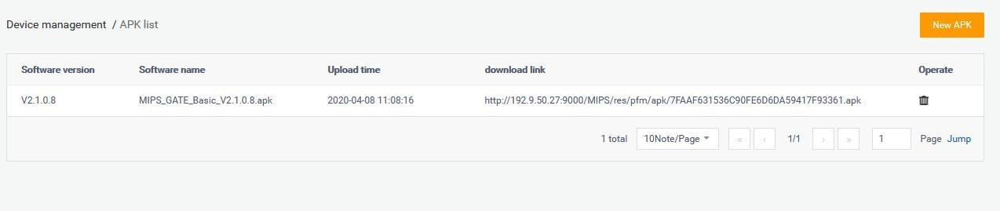 Device management / APK list
New APK
Software version Software name Upload time download link Operate
V2.1.0.8 MIPS_GATE_Basic_V2.1.0.8.apk 2020-04-08 11:08:16 http://192.9.50.27:9000/MIPS/res/pfm/apk/7FAAF631536C90FE6D6DA59417F93361.apk
1 total 10Note/Page « ‹ 1/1 › » 1 Page Jump